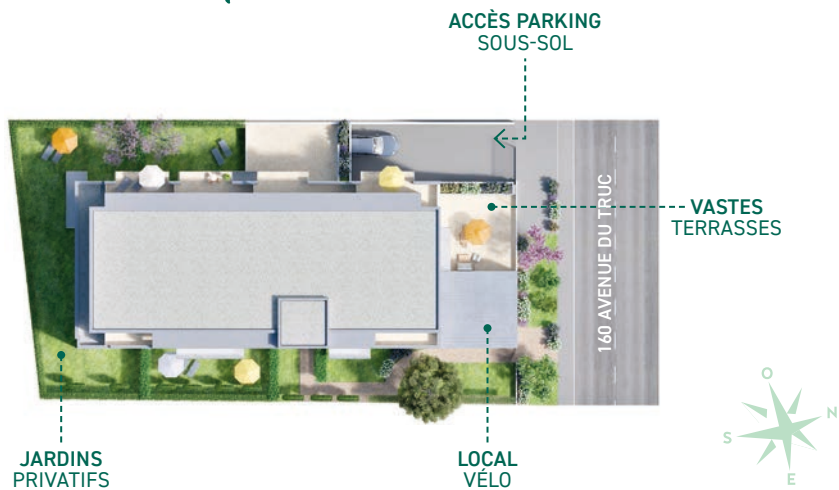 ACCÈS PARKING
SOUS-SOL
VASTES
TERRASSES
160 AVENUE DU TRUC
JARDINS
PRIVATIFS
LOCAL
VÉLO
O
N
S
E